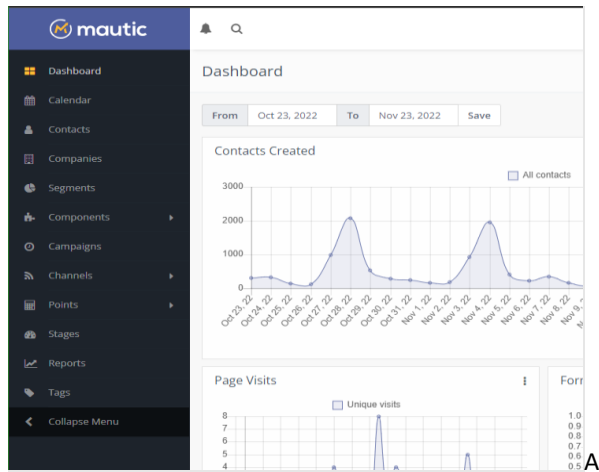 mautic
Dashboard
Calendar
Contacts
Companies
Segments
Components
Campaigns
Channels
Points
Stages
Reports
Tags
Collapse Menu
Dashboard
From Oct 23, 2022 To Nov 23, 2022 Save
Contacts Created
All contacts
3000
2000
1000
0
Oct 23, 22 Oct 24, 22 Oct 25, 22 Oct 26, 22 Oct 27, 22 Oct 28, 22 Oct 29, 22 Oct 30, 22 Oct 31, 22 Nov 1, 22 Nov 2, 22 Nov 3, 22 Nov 4, 22 Nov 5, 22 Nov 6, 22 Nov 7, 22 Nov 8, 22 Nov 9,
Page Visits
Unique visits
8
7
6
5
4
Forr
1.0
0.9
0.8
0.7
0.6
0.5
A